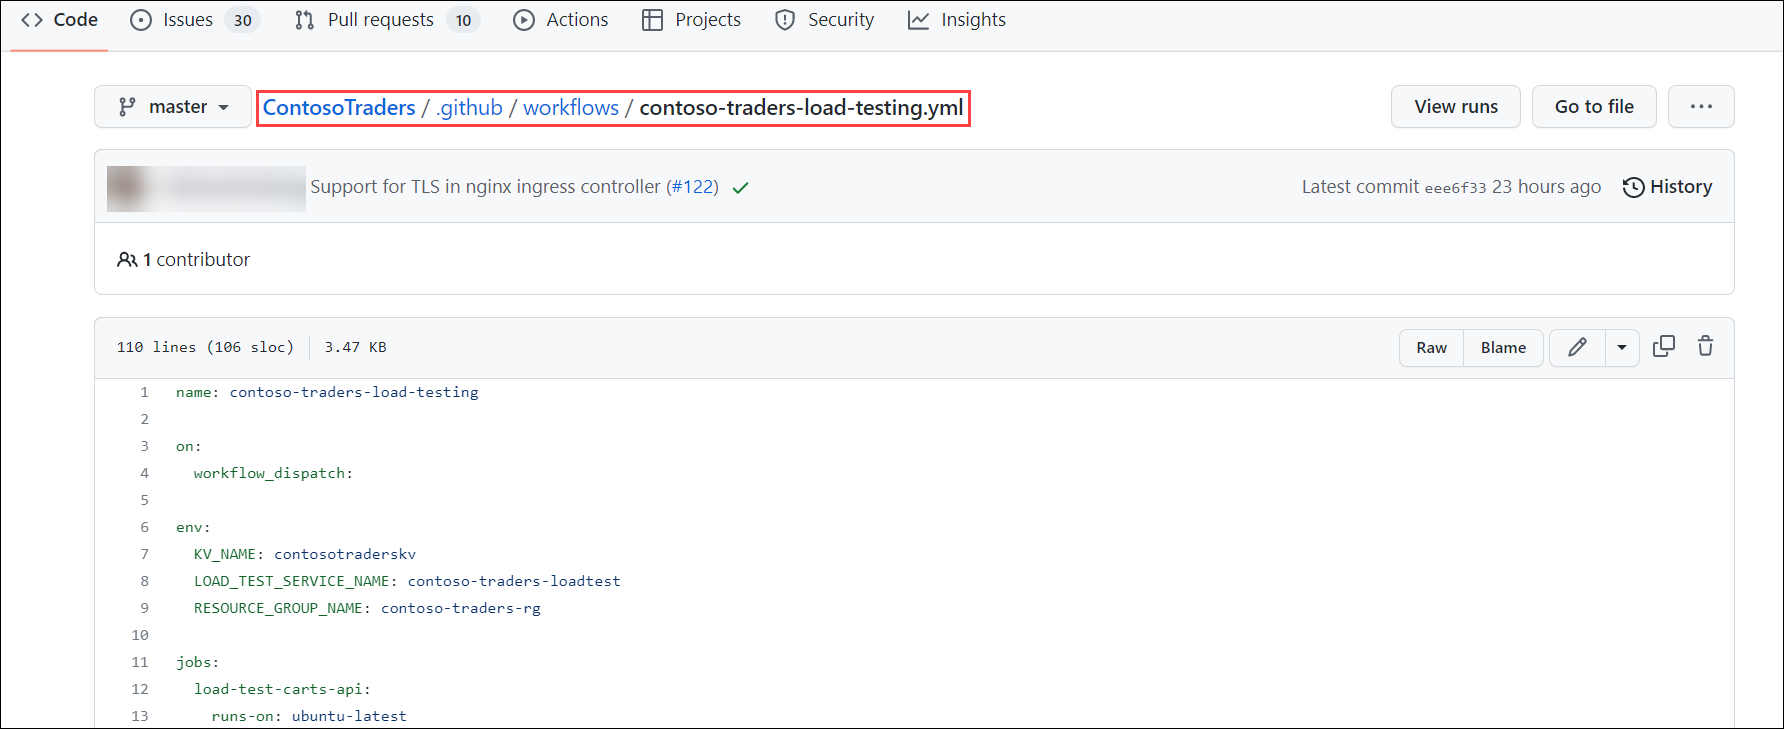 Code Issues 30 Pull requests 10 Actions Projects Security Insights
master ContosoTraders / .github / workflows / contoso-traders-load-testing.yml View runs Go to file ...
Support for TLS in nginx ingress controller (#122) Latest commit eee6f33 23 hours ago History
1 contributor
110 lines (106 sloc) 3.47 KB Raw Blame
1 name: contoso-traders-load-testing
2
3 on:
4 workflow_dispatch:
5
6 env:
7 KV_NAME: contosotraderskv
8 LOAD_TEST_SERVICE_NAME: contoso-traders-loadtest
9 RESOURCE_GROUP_NAME: contoso-traders-rg
10
11 jobs:
12 load-test-carts-api:
13 runs-on: ubuntu-latest